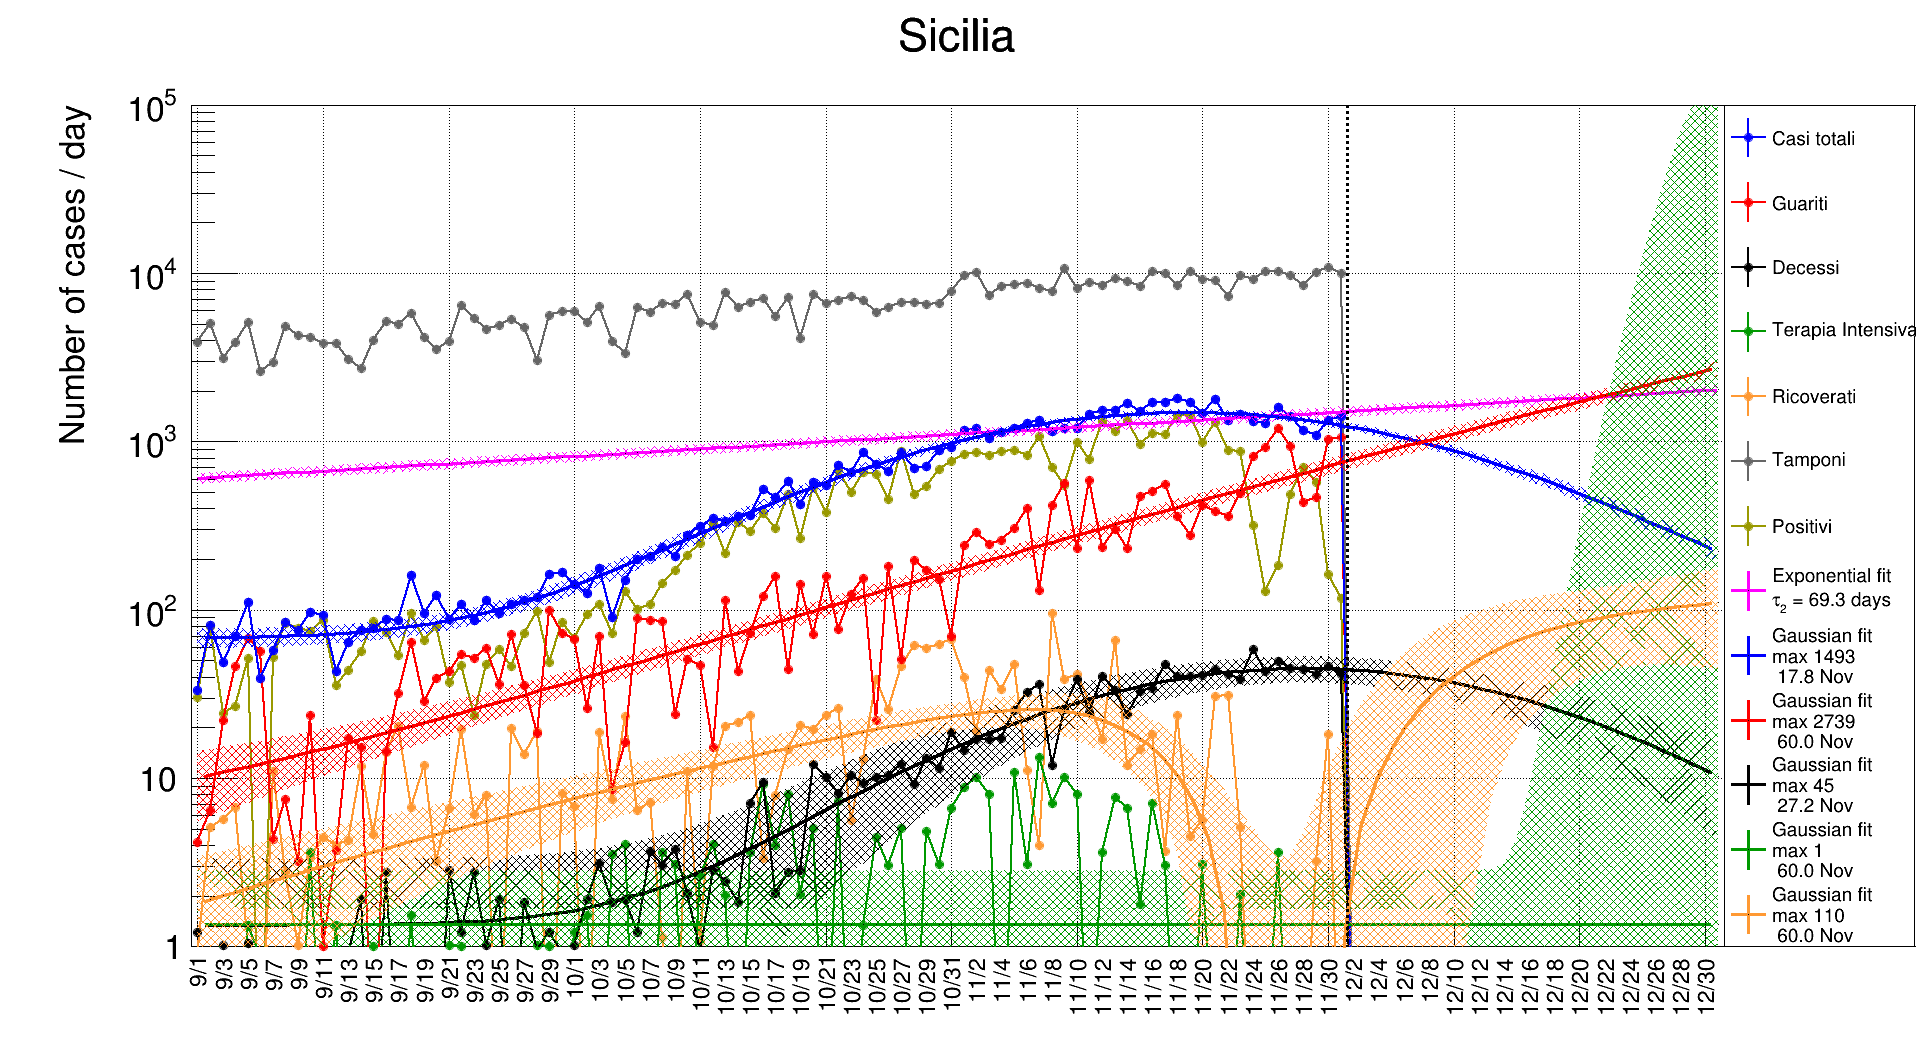 Sicilia
Number of cases / day
10^5
10^4
10^3
10^2
10
1
9/1
9/3
9/5
9/7
9/9
9/11
9/13
9/15
9/17
9/19
9/21
9/23
9/25
9/27
9/29
10/1
10/3
10/5
10/7
10/9
10/11
10/13
10/15
10/17
10/19
10/21
10/23
10/25
10/27
10/29
10/31
11/2
11/4
11/6
11/8
11/10
11/12
11/14
11/16
11/18
11/20
11/22
11/24
11/26
11/28
11/30
12/2
12/4
12/6
12/8
12/10
12/12
12/14
12/16
12/18
12/20
12/22
12/24
12/26
12/28
12/30
Casi totali
Guariti
Decessi
Terapia Intensiva
Ricoverati
Tamponi
Positivi
Exponential fit
τ₂ = 69.3 days
Gaussian fit
max 1493
17.8 Nov
Gaussian fit
max 2739
60.0 Nov
Gaussian fit
max 45
27.2 Nov
Gaussian fit
max 1
60.0 Nov
Gaussian fit
max 110
60.0 Nov